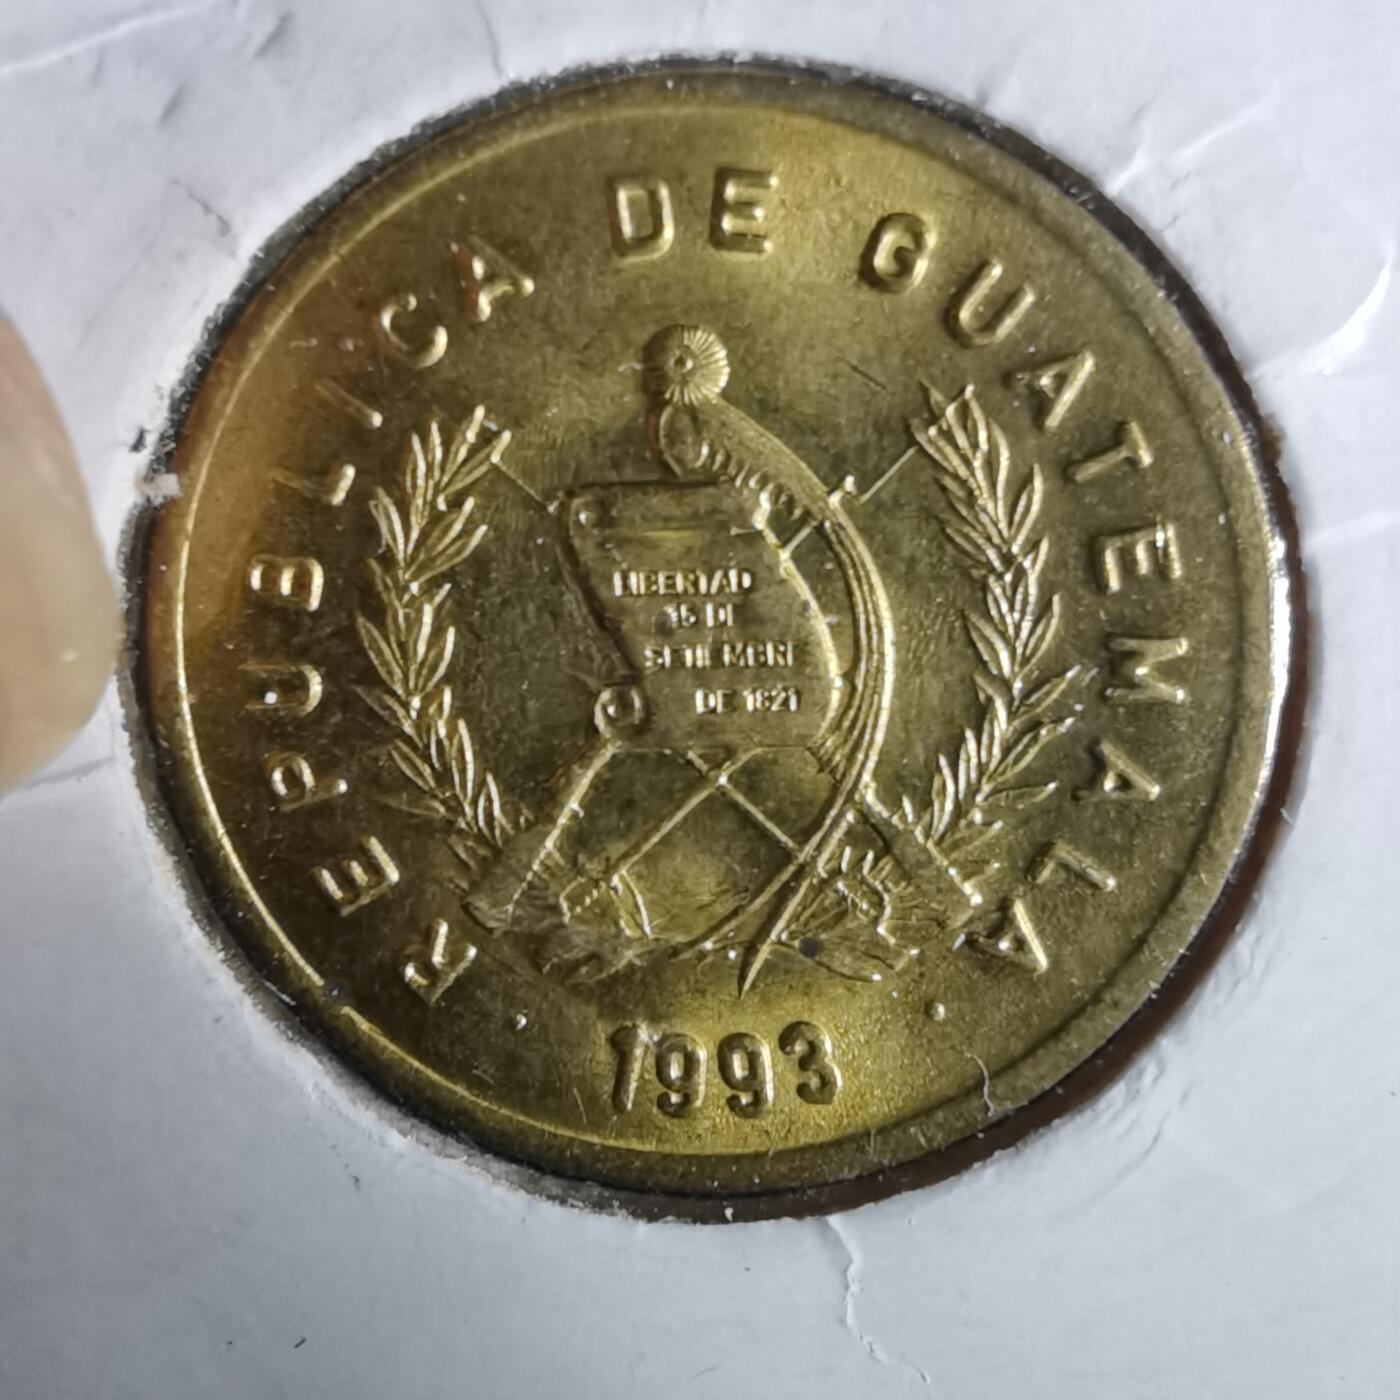 REPUBLICA DE GUATEMALA
LIBERTAD
15 DE
SETIEMBRE
DE 1821
1993